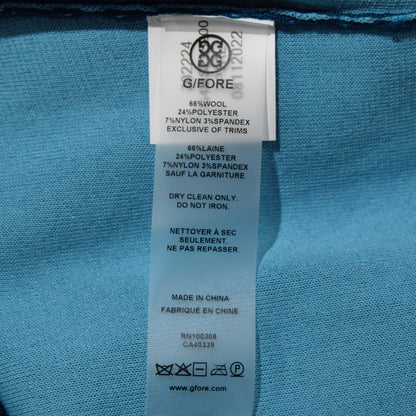 G/FORE
66%WOOL
24%POLYESTER
7%NYLON 3%SPANDEX
EXCLUSIVE OF TRIMS
66%LAINE
24%POLYESTER
7%NYLON 3%SPANDEX
SAUF LA GARNITURE
DRY CLEAN ONLY.
DO NOT IRON.
NETTOYER À SEC
SEULEMENT.
NE PAS REPASSER.
MADE IN CHINA
FABRIQUÉ EN CHINE
RN100308
CA40339
www.gfore.com
08112022